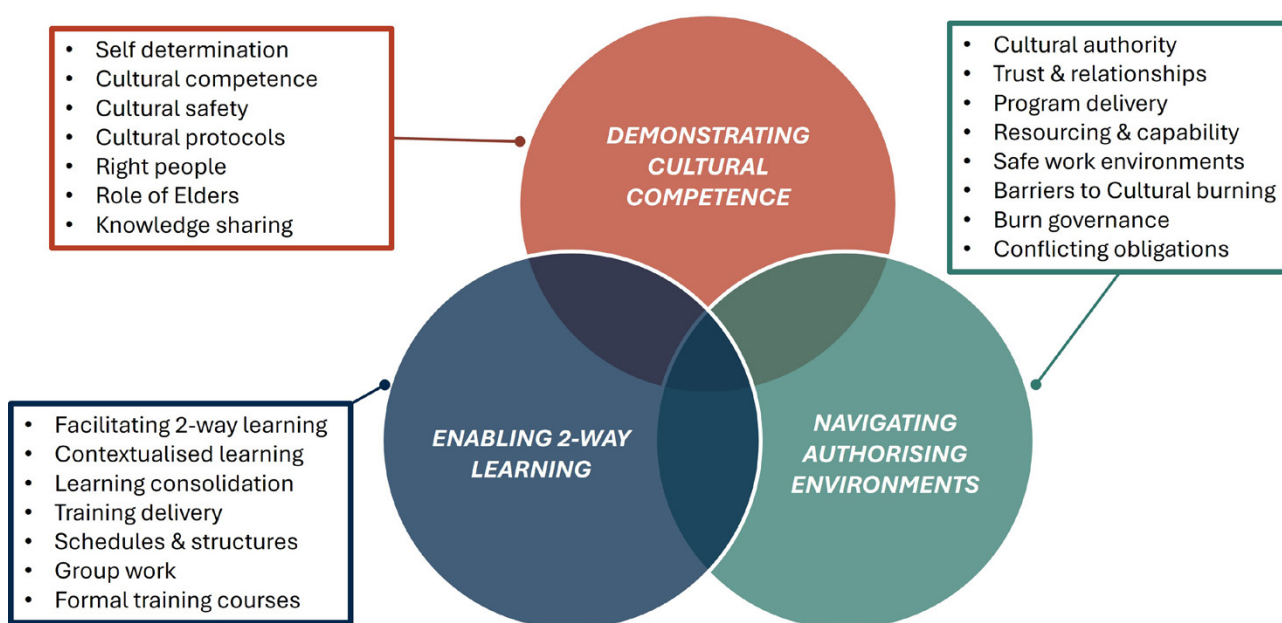 • Self determination
• Cultural competence
• Cultural safety
• Cultural protocols
• Right people
• Role of Elders
• Knowledge sharing
DEMONSTRATING
CULTURAL
COMPETENCE
• Cultural authority
• Trust & relationships
• Program delivery
• Resourcing & capability
• Safe work environments
• Barriers to Cultural burning
• Burn governance
• Conflicting obligations
• Facilitating 2-way learning
• Contextualised learning
• Learning consolidation
• Training delivery
• Schedules & structures
• Group work
• Formal training courses
ENABLING 2-WAY
LEARNING
NAVIGATING
AUTHORISING
ENVIRONMENTS